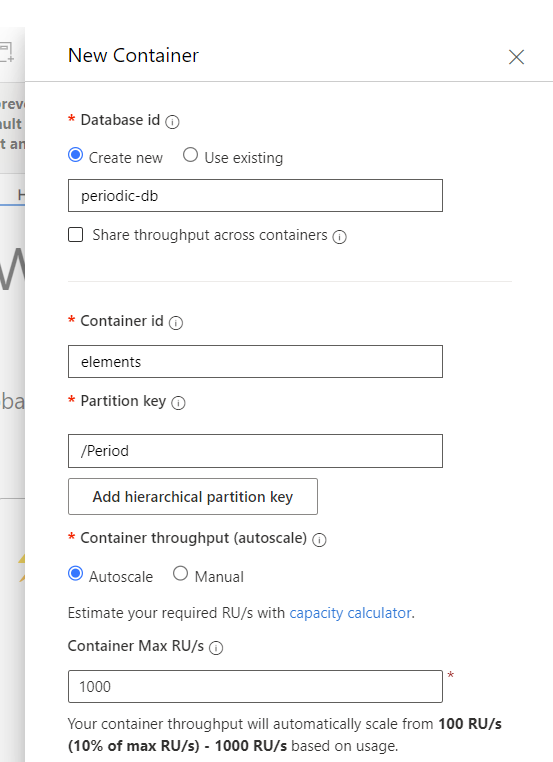 New Container
* Database id
Create new
Use existing
periodic-db
Share throughput across containers
* Container id
elements
* Partition key
/Period
Add hierarchical partition key
* Container throughput (autoscale)
Autoscale
Manual
Estimate your required RU/s with capacity calculator.
Container Max RU/s
1000
*
Your container throughput will automatically scale from 100 RU/s
(10% of max RU/s) - 1000 RU/s based on usage.